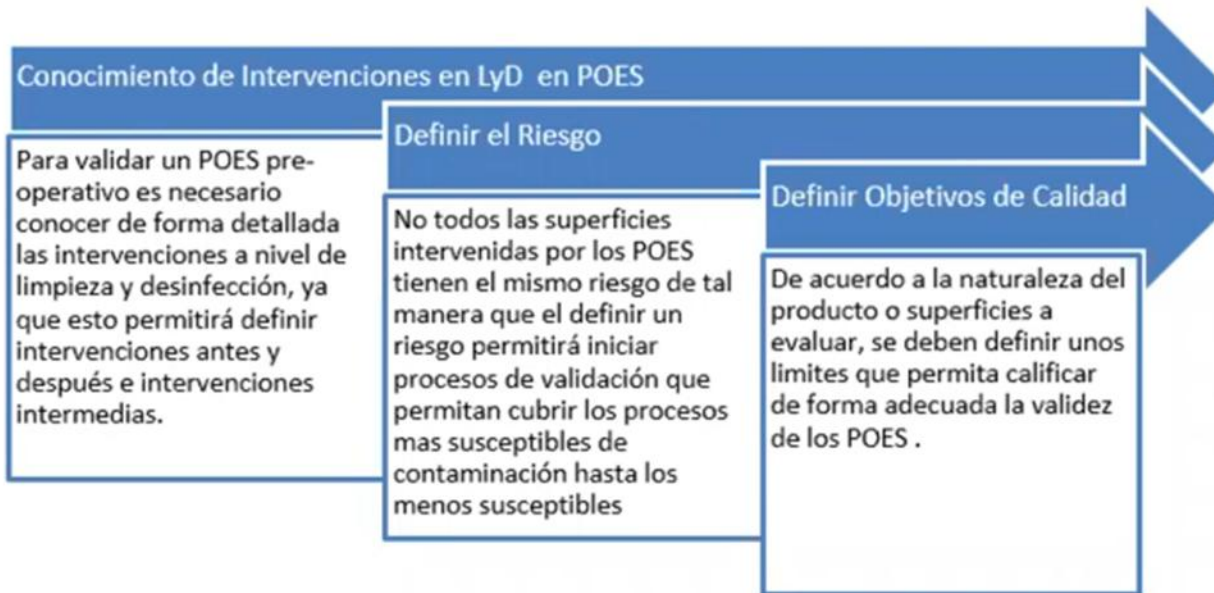 Conocimiento de Intervenciones en LyD en POES
Para validar un POES pre-
operativo es necesario
conocer de forma detallada
las intervenciones a nivel de
limpieza y desinfección, ya
que esto permitirá definir
intervenciones antes y
después e intervenciones
intermedias.
Definir el Riesgo
No todos las superficies
intervenidas por los POES
tienen el mismo riesgo de tal
manera que el definir un
riesgo permitirá iniciar
procesos de validación que
permitan cubrir los procesos
mas susceptibles de
contaminación hasta los
menos susceptibles
Definir Objetivos de Calidad
De acuerdo a la naturaleza del
producto o superficies a
evaluar, se deben definir unos
limites que permita calificar
de forma adecuada la validez
de los POES .